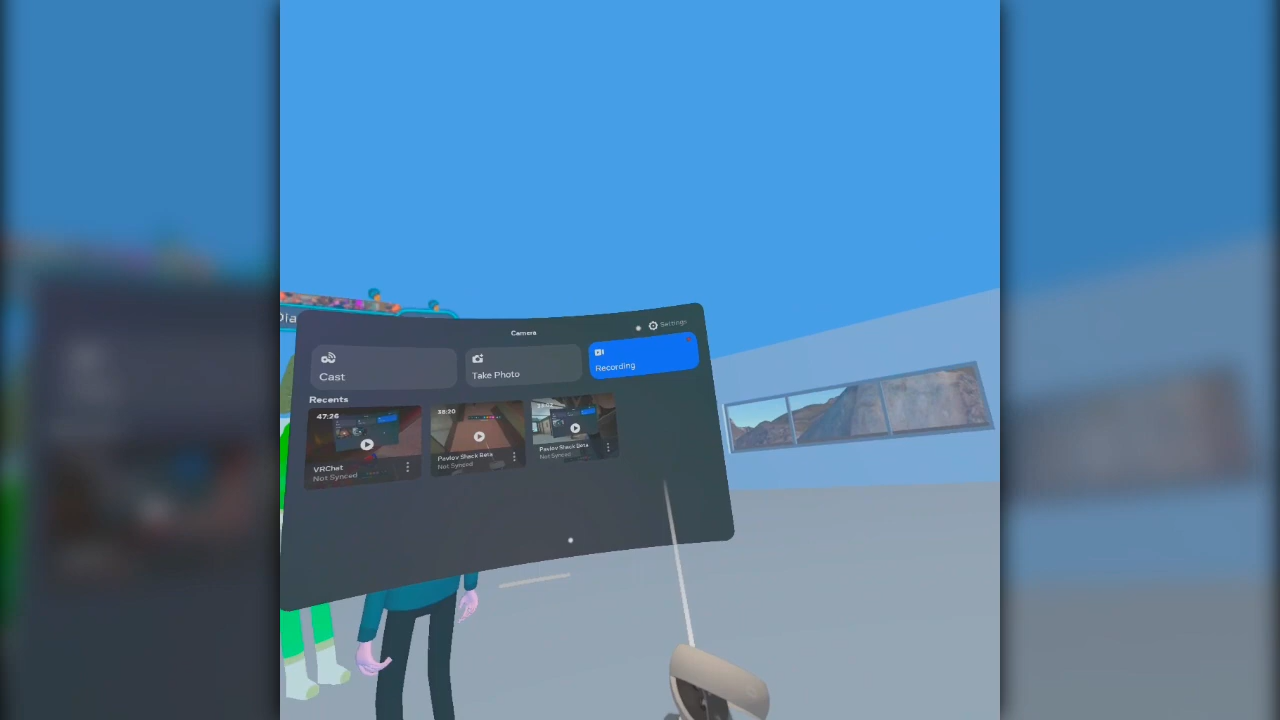 Dia
Camera
Settings
Cast
Take Photo
Recording
Recents
47:26
38:20
VRChat
Not Synced
Pavlov Shack Beta
Not Synced
Pavlov Shack Beta
Not Synced